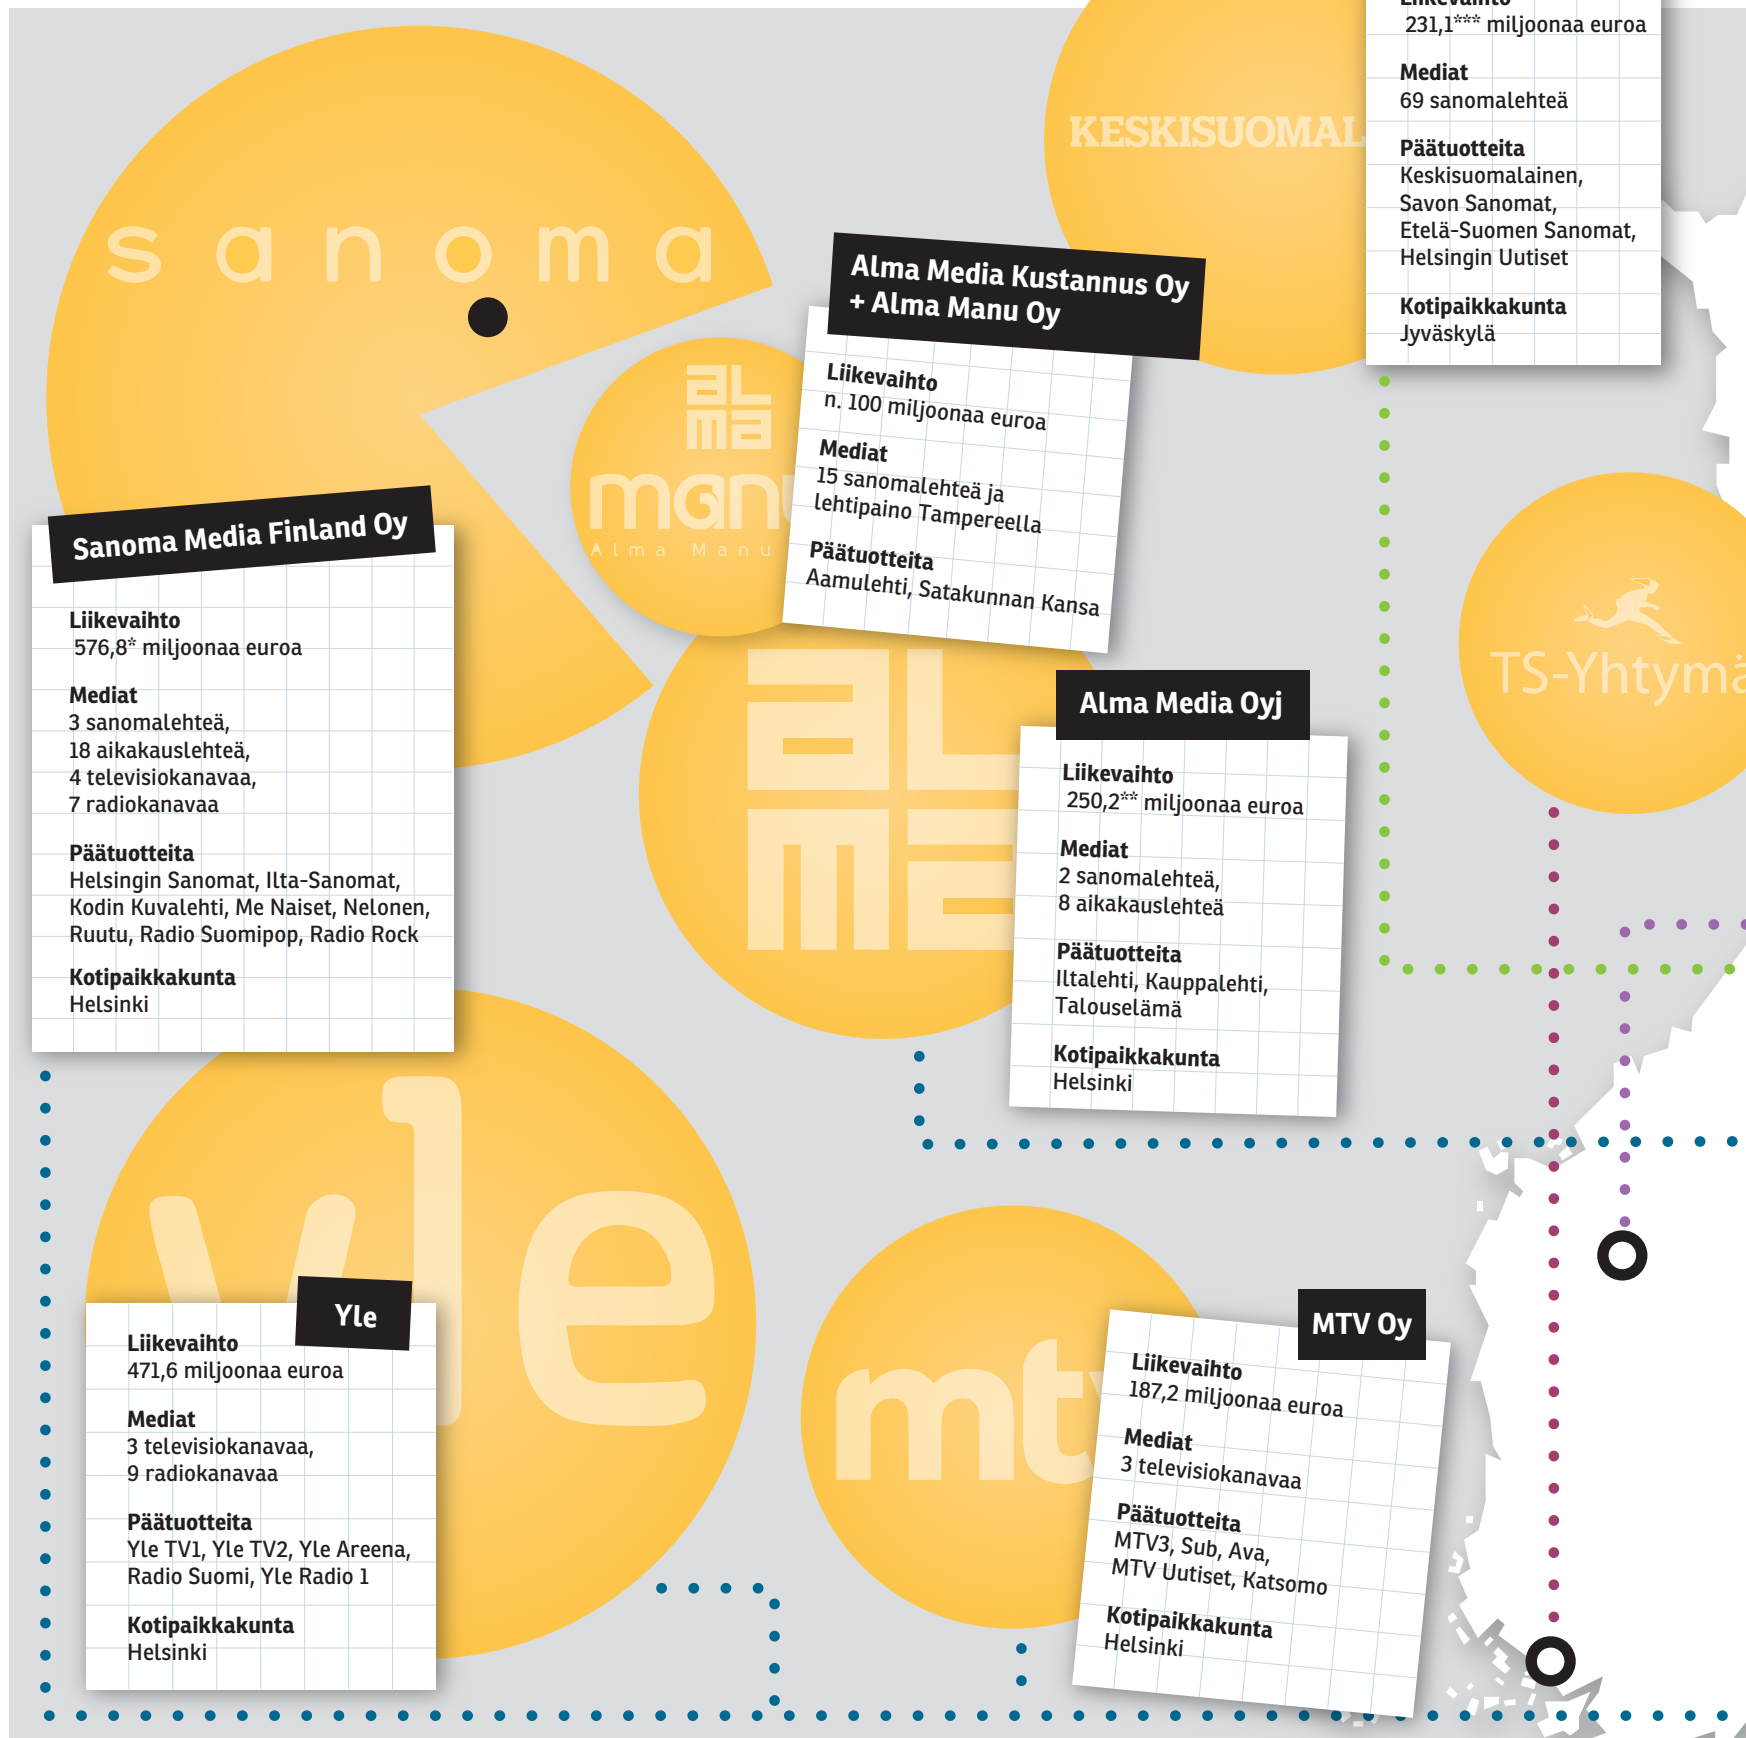 sanoma
Sanoma Media Finland Oy
Liikevaihto
576,8* miljoonaa euroa
Mediat
3 sanomalehteä,
18 aikakauslehteä,
4 televisiokanavaa,
7 radiokanavaa
Päätuotteita
Helsingin Sanomat, Ilta-Sanomat,
Kodin Kuvalehti, Me Naiset, Nelonen,
Ruutu, Radio Suomipop, Radio Rock
Kotipaikkakunta
Helsinki
ALMA
manu
Alma Manu
Alma Media Kustannus Oy
+ Alma Manu Oy
Liikevaihto
n. 100 miljoonaa euroa
Mediat
15 sanomalehteä ja
lehtipaino Tampereella
Päätuotteita
Aamulehti, Satakunnan Kansa
KESKISUOMAL
Liikevaihto
231,1*** miljoonaa euroa
Mediat
69 sanomalehteä
Päätuotteita
Keskisuomalainen,
Savon Sanomat,
Etelä-Suomen Sanomat,
Helsingin Uutiset
Kotipaikkakunta
Jyväskylä
TS-Yhtymä
ALMA
Alma Media Oyj
Liikevaihto
250,2** miljoonaa euroa
Mediat
2 sanomalehteä,
8 aikakauslehteä
Päätuotteita
Iltalehti, Kauppalehti,
Talouselämä
Kotipaikkakunta
Helsinki
yle
Yle
Liikevaihto
471,6 miljoonaa euroa
Mediat
3 televisiokanavaa,
9 radiokanavaa
Päätuotteita
Yle TV1, Yle TV2, Yle Areena,
Radio Suomi, Yle Radio 1
Kotipaikkakunta
Helsinki
mtv
MTV Oy
Liikevaihto
187,2 miljoonaa euroa
Mediat
3 televisiokanavaa
Päätuotteita
MTV3, Sub, Ava,
MTV Uutiset, Katsomo
Kotipaikkakunta
Helsinki